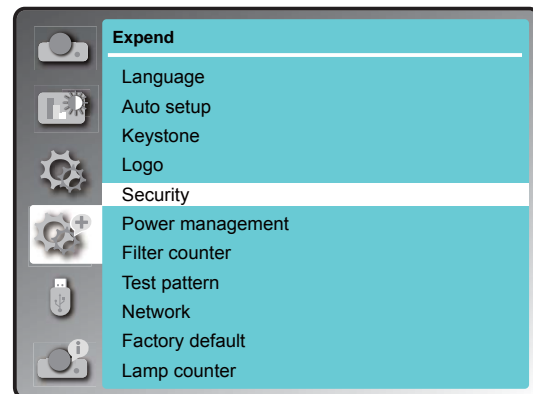 Expend
Language
Auto setup
Keystone
Logo
Security
Power management
Filter counter
Test pattern
Network
Factory default
Lamp counter